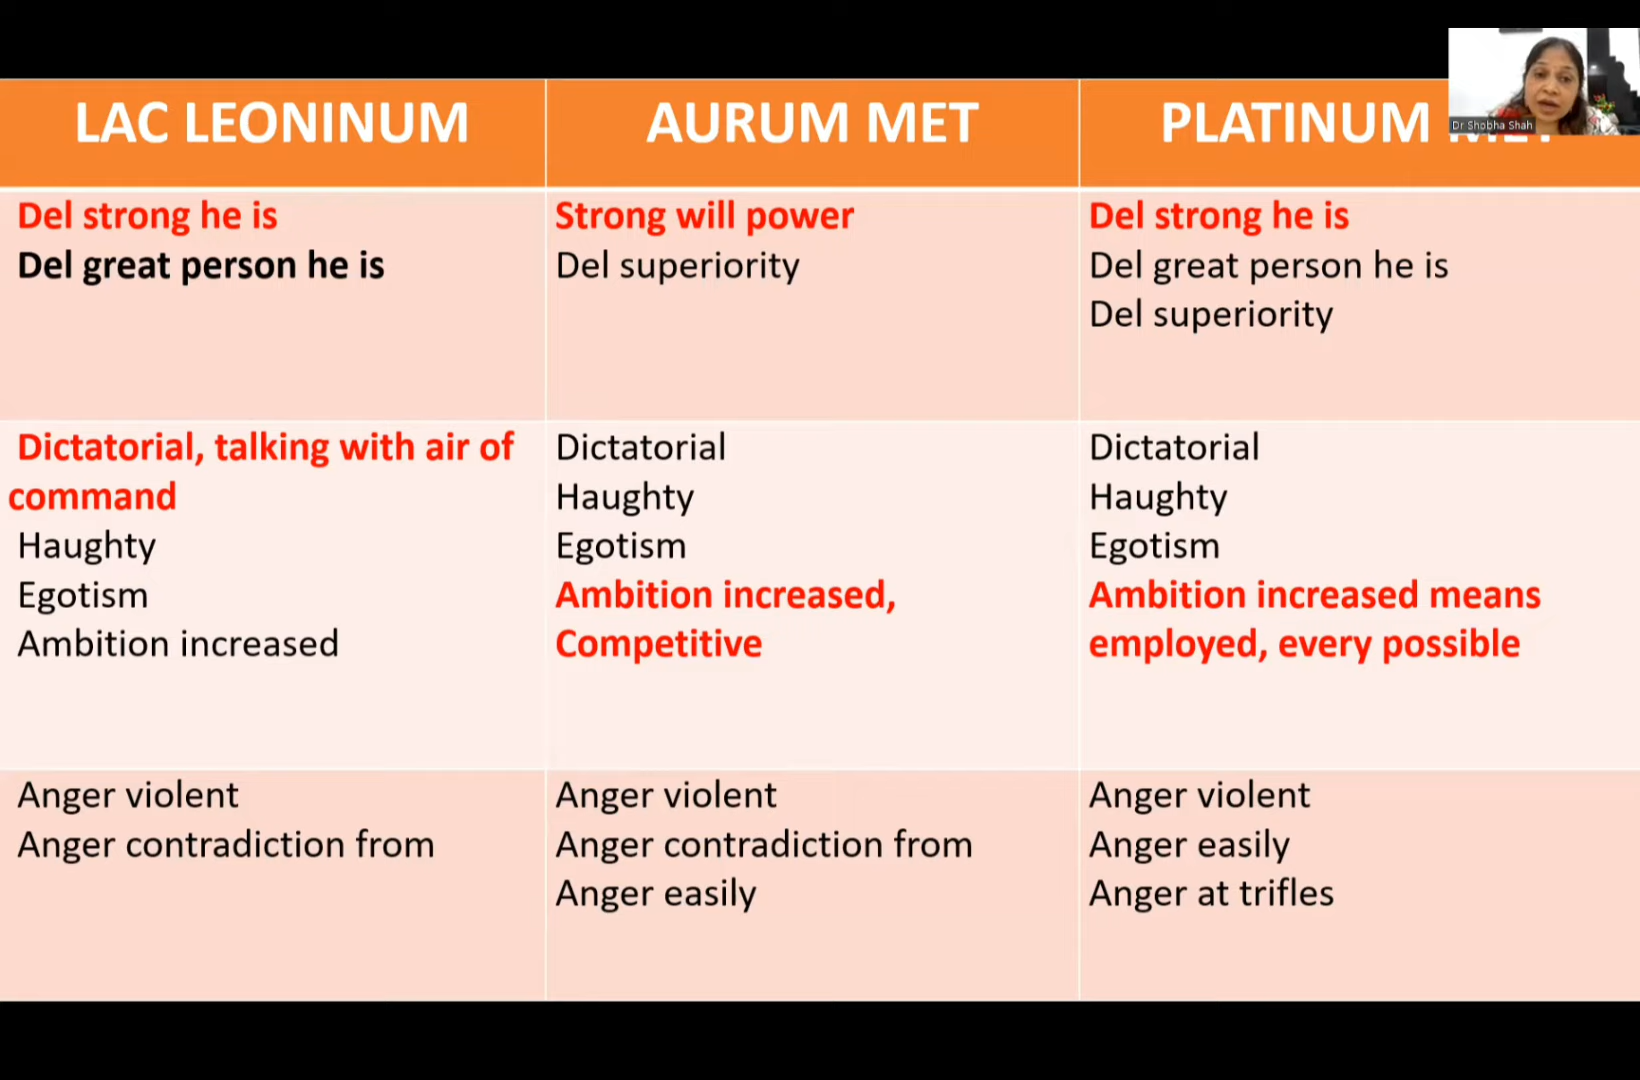 LAC LEONINUM
AURUM MET
PLATINUM MET
Dr Shobha Shah
Del strong he is
Del great person he is
Strong will power
Del superiority
Del strong he is
Del great person he is
Del superiority
Dictatorial, talking with air of
command
Haughty
Egotism
Ambition increased
Dictatorial
Haughty
Egotism
Ambition increased,
Competitive
Dictatorial
Haughty
Egotism
Ambition increased means
employed, every possible
Anger violent
Anger contradiction from
Anger violent
Anger contradiction from
Anger easily
Anger violent
Anger easily
Anger at trifles